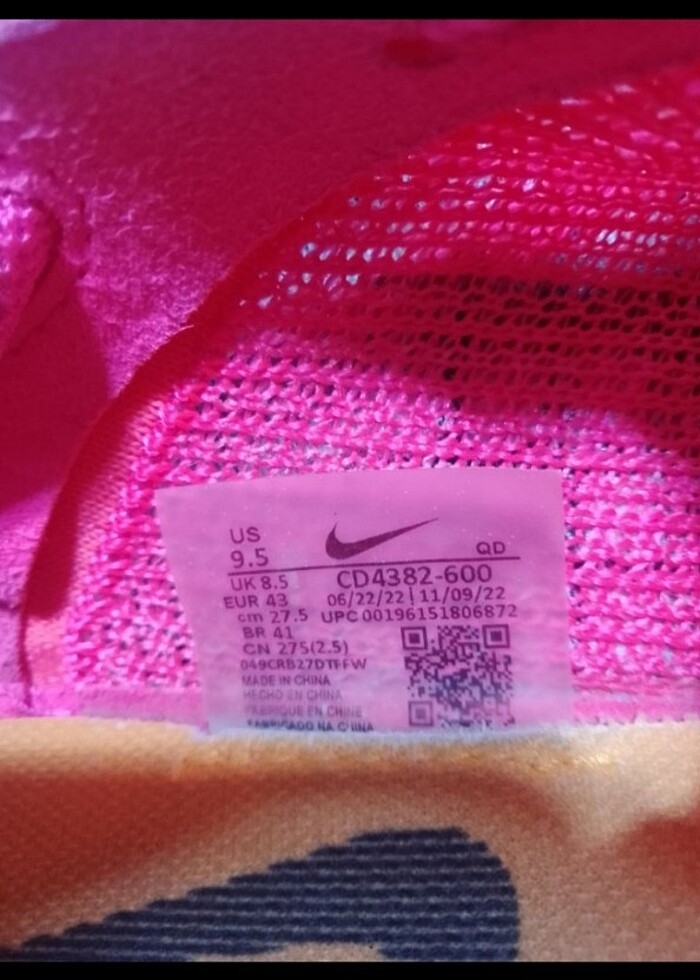 US
9.5 QD
UK 8.5 CD4382-600
EUR 43 06/22/22 | 11/09/22
cm 27.5 UPC 00196151806872
BR 41
CN 275(2.5)
049CRB27DTFFW
MADE IN CHINA
HECHO EN CHINA
FABRIQUE EN CHINE
FABRICADO NA CHINA